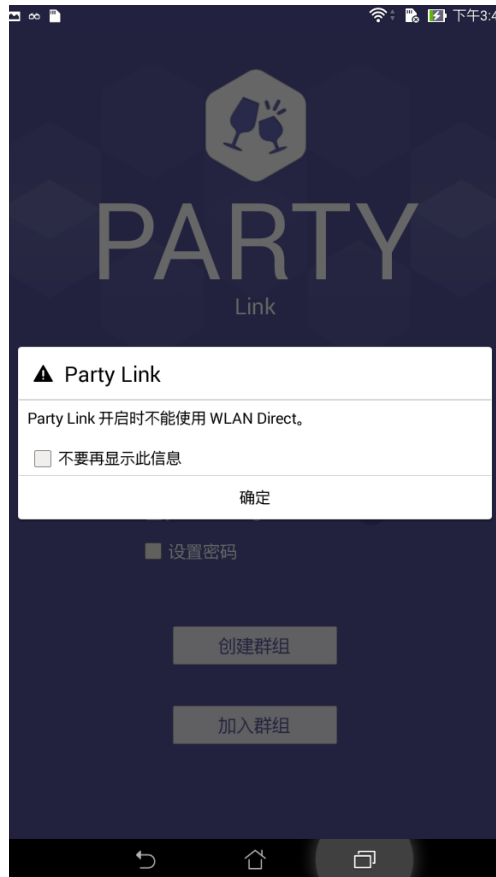 下午3:4
PARTY
Link
Party Link
Party Link 开启时不能使用 WLAN Direct。
不要再显示此信息
确定
设置密码
创建群组
加入群组